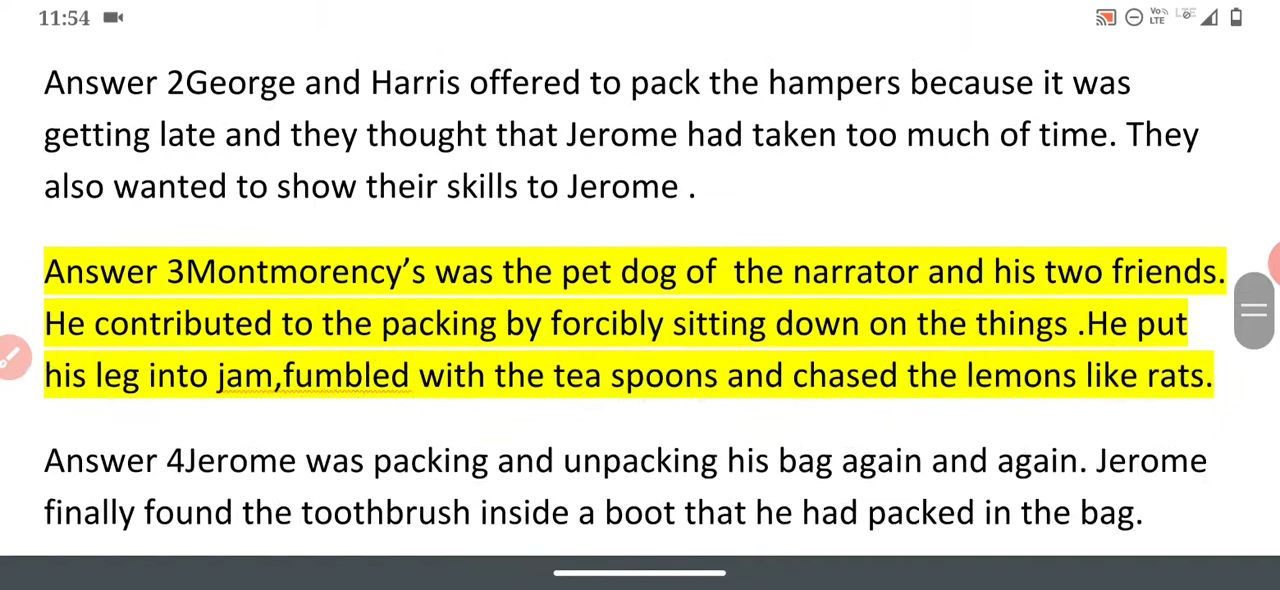 11:54
Vo LTE LTE
Answer 2George and Harris offered to pack the hampers because it was
getting late and they thought that Jerome had taken too much of time. They
also wanted to show their skills to Jerome .
Answer 3Montmorency’s was the pet dog of  the narrator and his two friends.
He contributed to the packing by forcibly sitting down on the things .He put
his leg into jam,fumbled with the tea spoons and chased the lemons like rats.
Answer 4Jerome was packing and unpacking his bag again and again. Jerome
finally found the toothbrush inside a boot that he had packed in the bag.